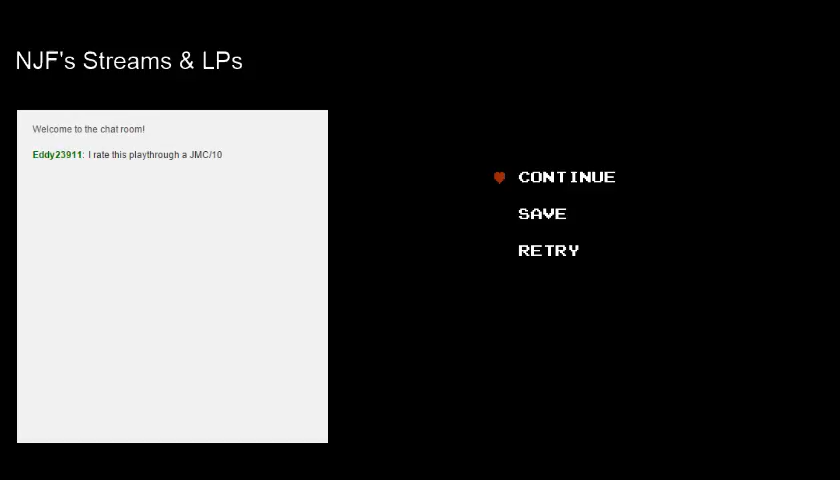 NJF's Streams & LPs
Welcome to the chat room!
Eddy23911: I rate this playthrough a JMC/10
CONTINUE
SAVE
RETRY